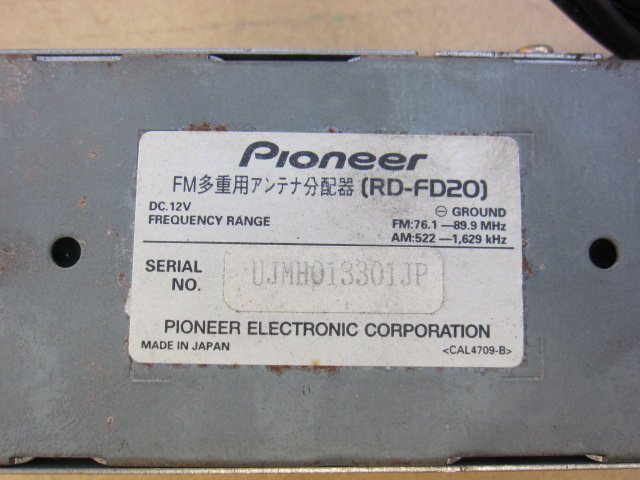 Pioneer
FM多重用アンテナ分配器 (RD-FD20)
DC.12V ⊖ GROUND
FREQUENCY RANGE FM:76.1 —89.9 MHz
AM:522 —1,629 kHz
SERIAL NO. UJMH013301JP
PIONEER ELECTRONIC CORPORATION
MADE IN JAPAN <CAL4709-B>